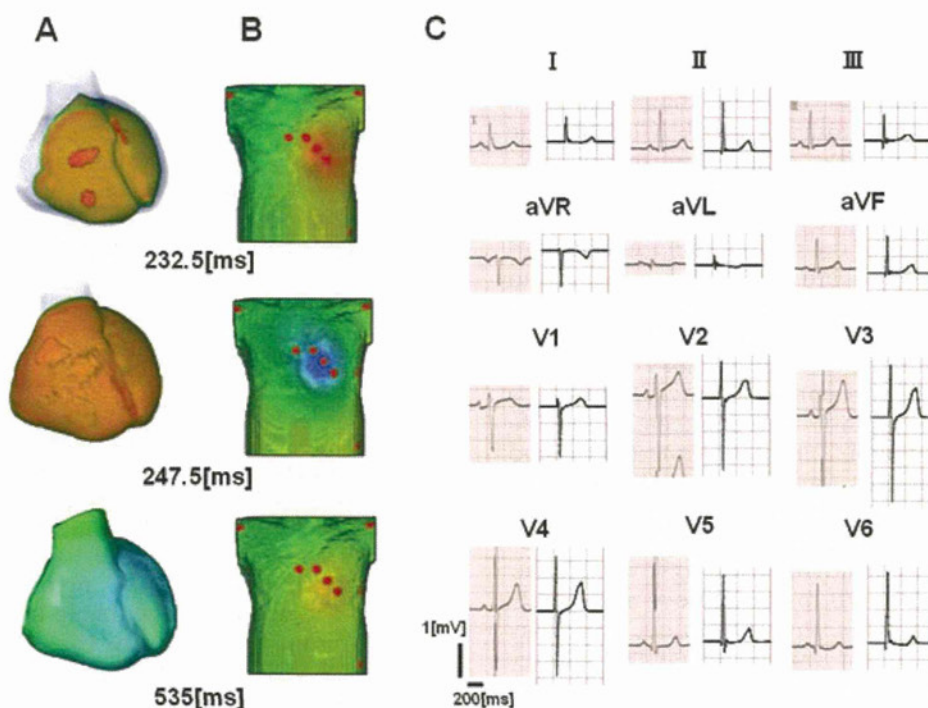 A B C
I II III
232.5[ms]
aVR aVL aVF
V1 V2 V3
247.5[ms]
V4 V5 V6
1[mV]
200[ms]
535[ms]